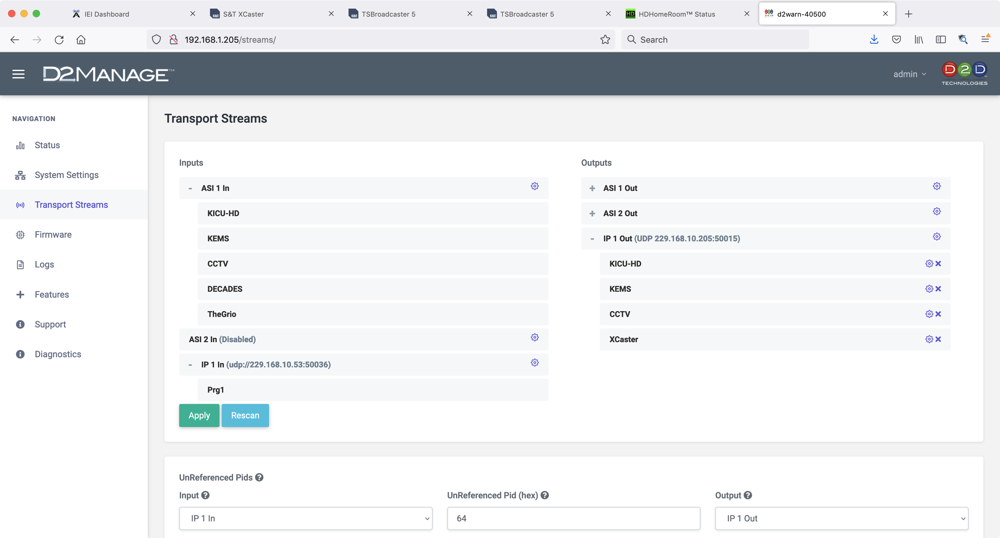 IEI Dashboard
S&T XCaster
TSBroadcaster 5
TSBroadcaster 5
HD HDHomeRoom™ Status
d2warn-40500
192.168.1.205/streams/
Search
D2MANAGE™
admin
D2D
TECHNOLOGIES
NAVIGATION
Status
System Settings
Transport Streams
Firmware
Logs
Features
Support
Diagnostics
Transport Streams
Inputs
- ASI 1 In
KICU-HD
KEMS
CCTV
DECADES
TheGrio
ASI 2 In (Disabled)
- IP 1 In (udp://229.168.10.53:50036)
Prg1
Apply
Rescan
Outputs
+ ASI 1 Out
+ ASI 2 Out
- IP 1 Out (UDP 229.168.10.205:50015)
KICU-HD
KEMS
CCTV
XCaster
UnReferenced Pids
Input
IP 1 In
UnReferenced Pid (hex)
64
Output
IP 1 Out